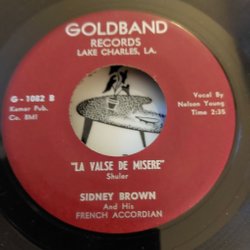 GOLDBAND
RECORDS
LAKE CHARLES, LA.
G - 1082 B
Kamar Pub.
Co. BMI
Vocal By
Nelson Young
Time 2:35
"LA VALSE DE MISERE"
Shuler
SIDNEY BROWN
And His
FRENCH ACCORDIAN